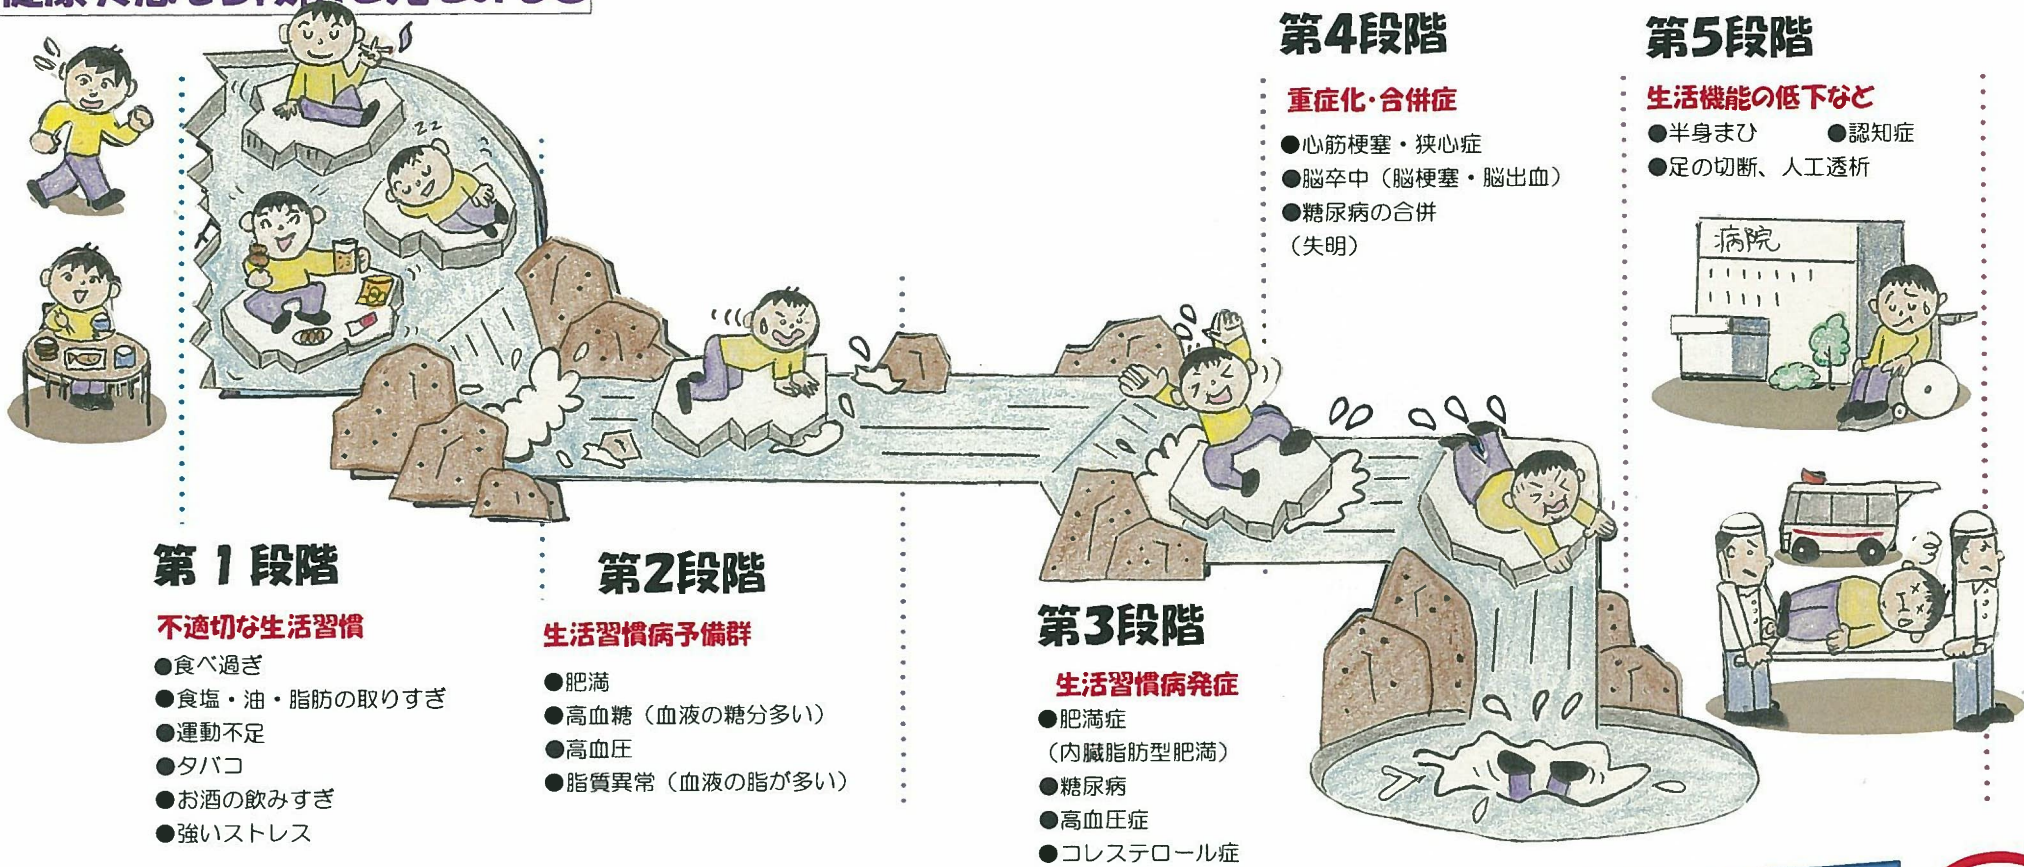 第1段階
不適切な生活習慣
●食べ過ぎ
●食塩・油・脂肪の取りすぎ
●運動不足
●タバコ
●お酒の飲みすぎ
●強いストレス
第2段階
生活習慣病予備群
●肥満
●高血糖（血液の糖分多い）
●高血圧
●脂質異常（血液の脂が多い）
第3段階
生活習慣病発症
●肥満症
（内臓脂肪型肥満）
●糖尿病
●高血圧症
●コレステロール症
第4段階
重症化・合併症
●心筋梗塞・狭心症
●脳卒中（脳梗塞・脳出血）
●糖尿病の合併
（失明）
第5段階
生活機能の低下など
●半身まひ ●認知症
●足の切断、人工透析
病院
zz